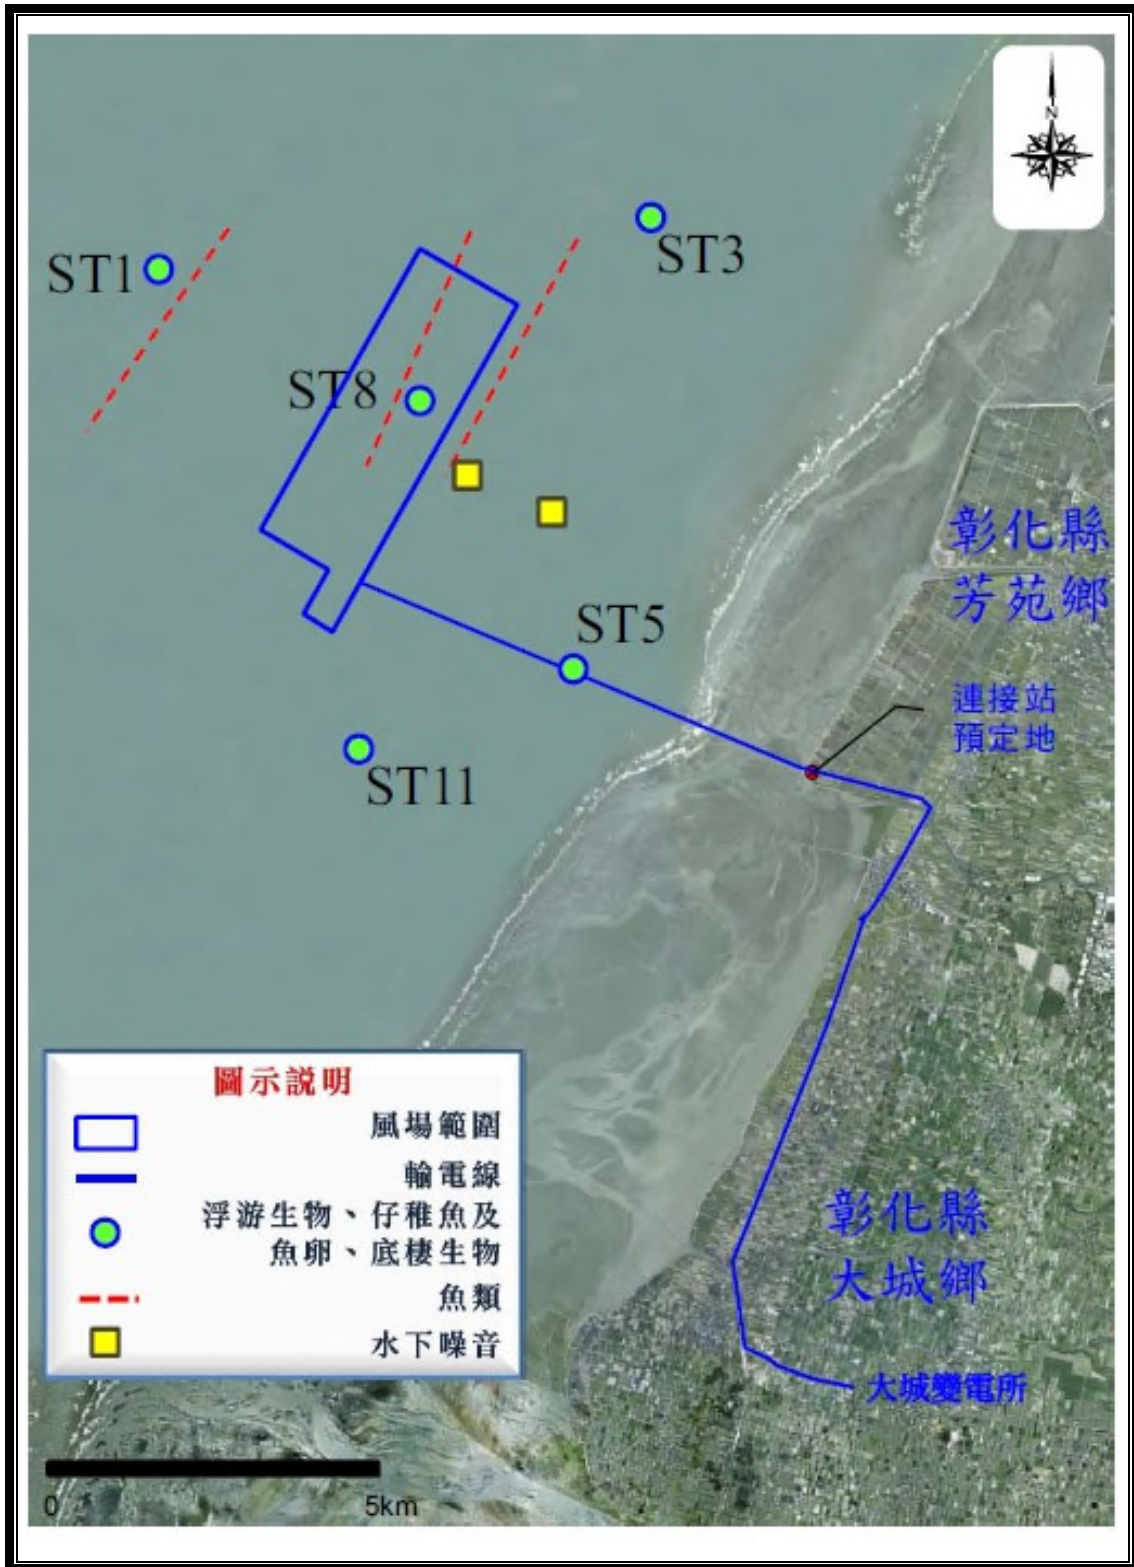 N
ST3
ST1
ST8
彰化縣
芳苑鄉
ST5
連接站
預定地
ST11
圖示說明
風場範圍
輸電線
浮游生物、仔稚魚及
魚卵、底棲生物
魚類
水下噪音
彰化縣
大城鄉
大城變電所
0
5km